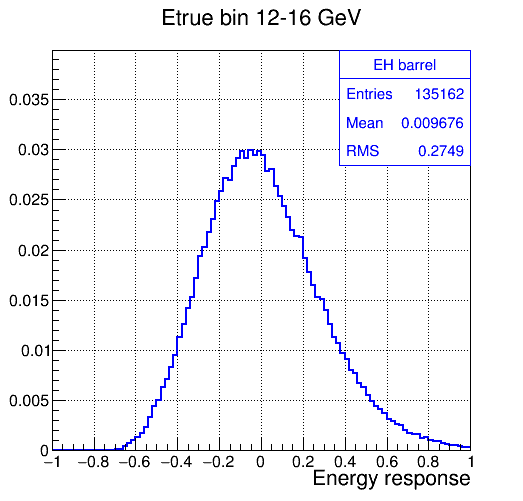 Etrue bin 12-16 GeV
EH barrel
Entries 135162
Mean 0.009676
RMS 0.2749
0.035
0.03
0.025
0.02
0.015
0.01
0.005
0
−1 −0.8 −0.6 −0.4 −0.2 0 0.2 0.4 0.6 0.8 1
Energy response